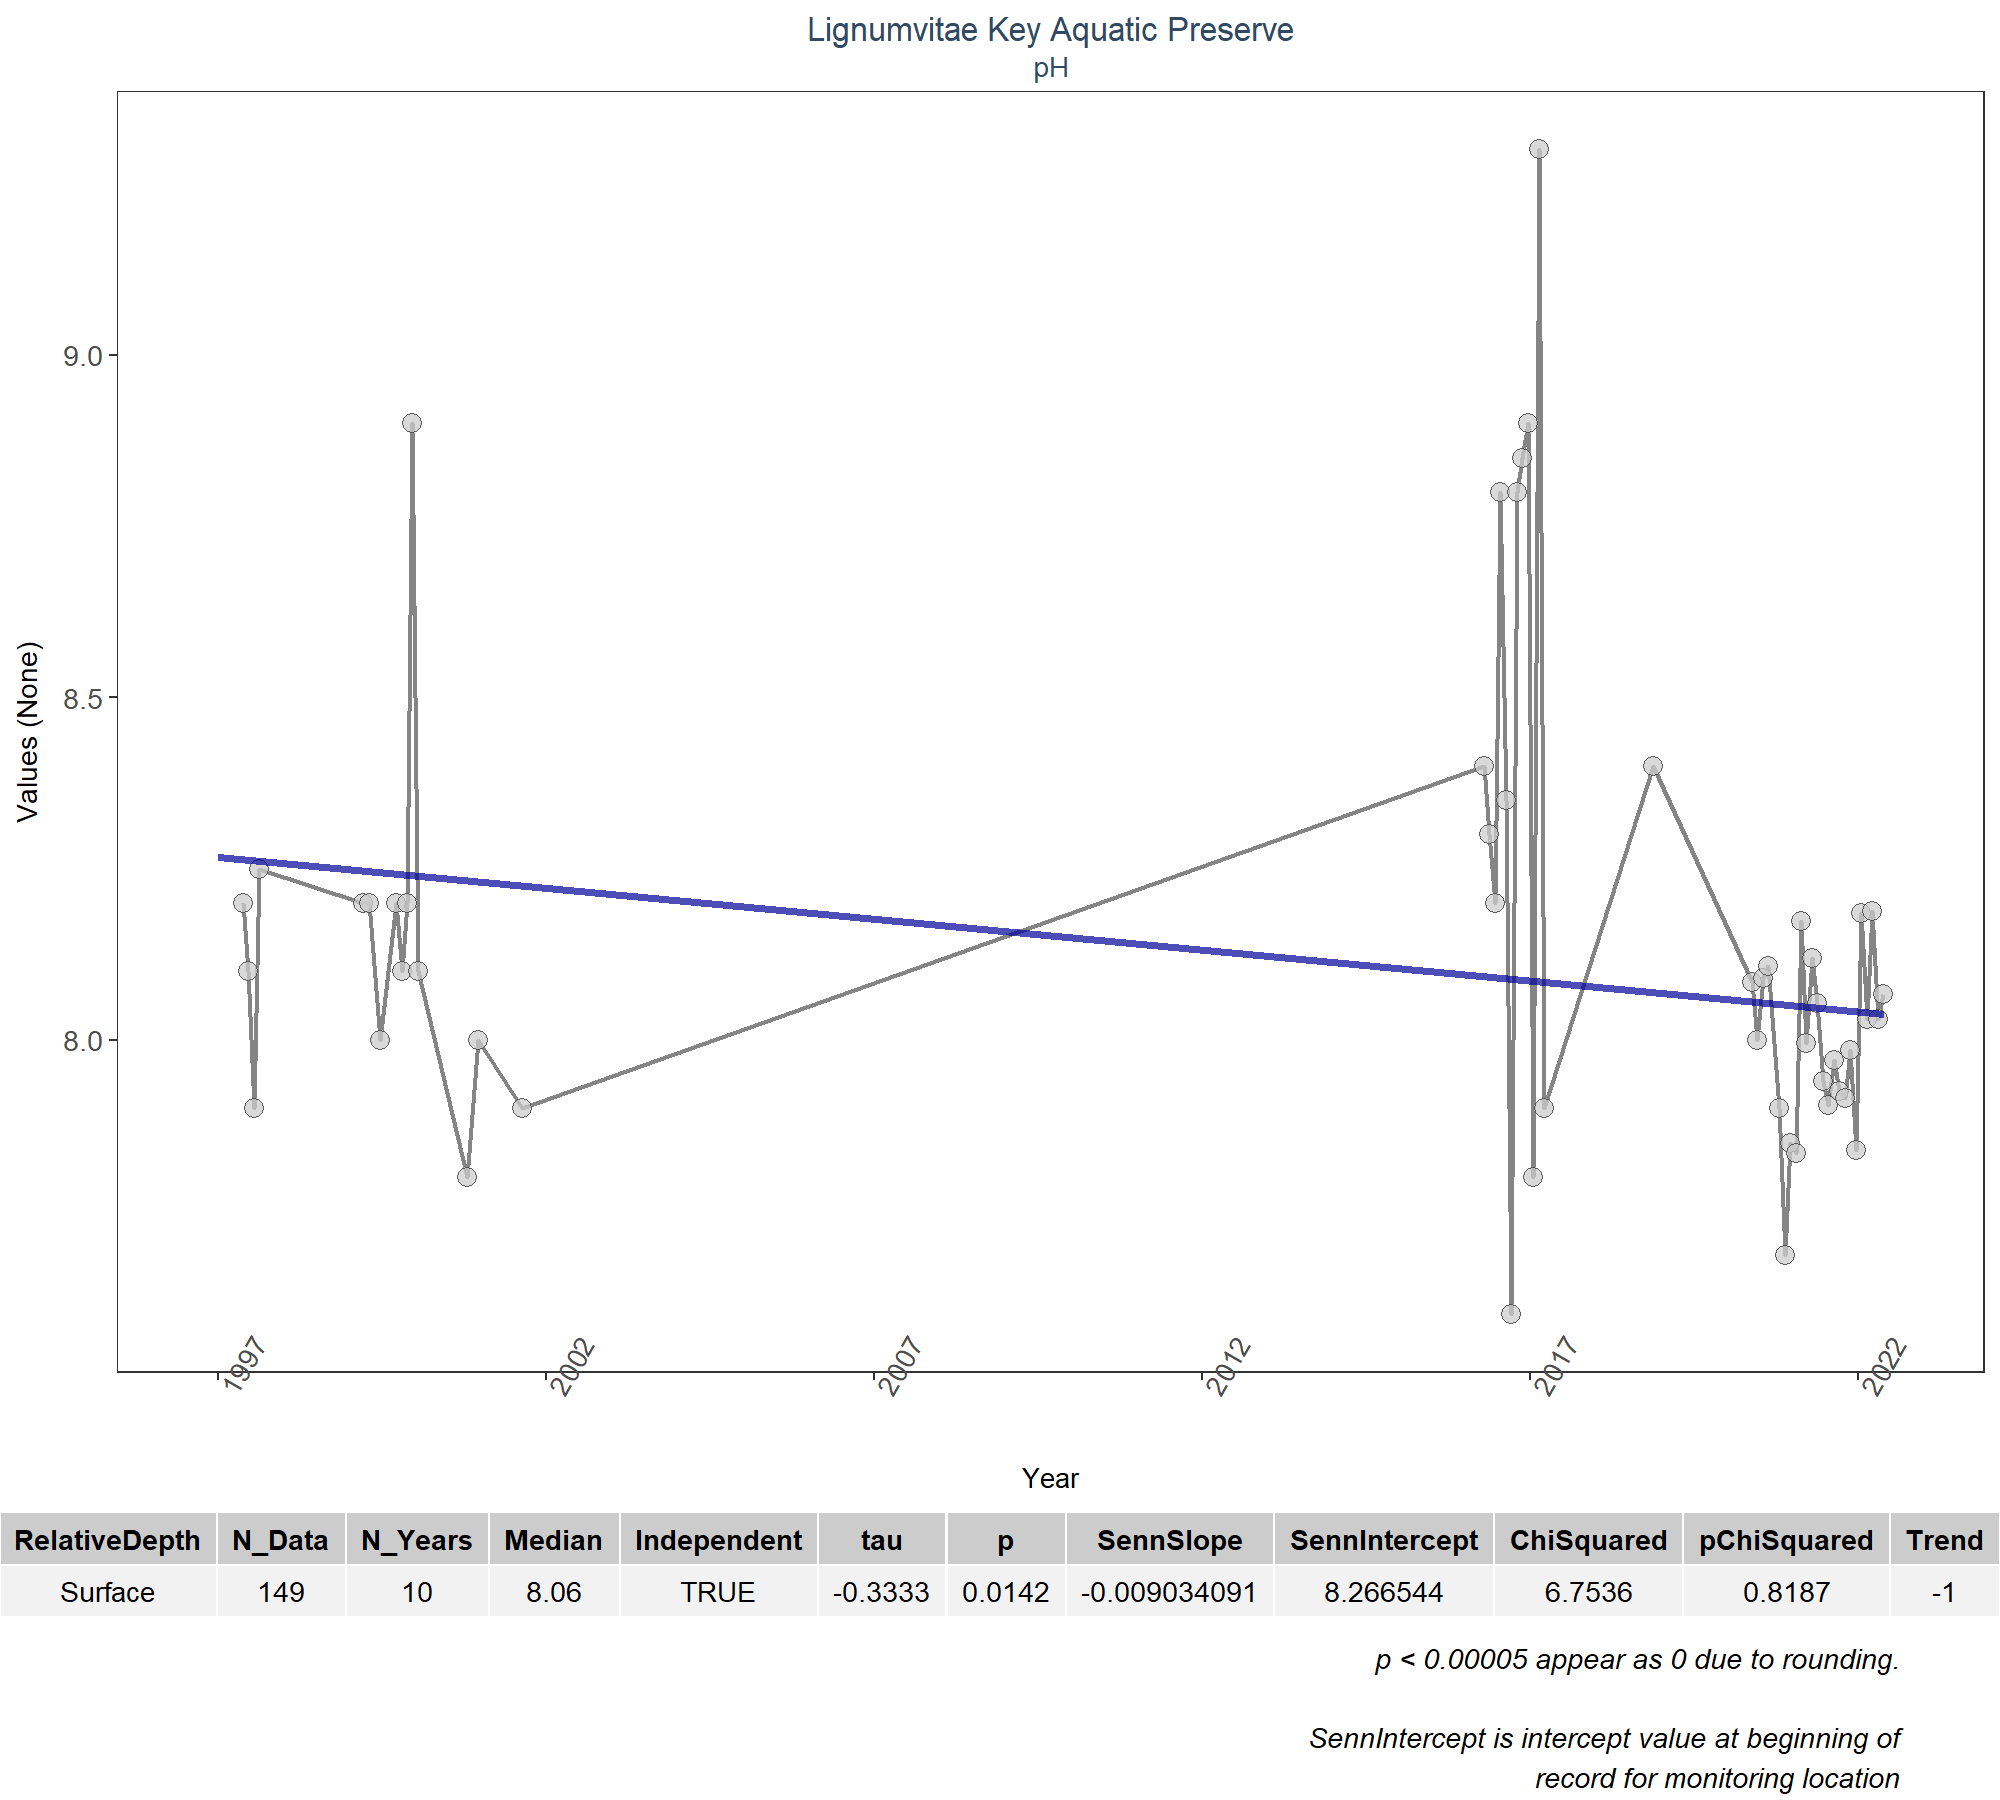 Lignumvitae Key Aquatic Preserve
pH
Values (None)
9.0
8.5
8.0
1997 2002 2007 2012 2017 2022
Year
RelativeDepth N_Data N_Years Median Independent tau p SennSlope SennIntercept ChiSquared pChiSquared Trend
Surface 149 10 8.06 TRUE -0.3333 0.0142 -0.009034091 8.266544 6.7536 0.8187 -1
p < 0.00005 appear as 0 due to rounding.
SennIntercept is intercept value at beginning of
record for monitoring location